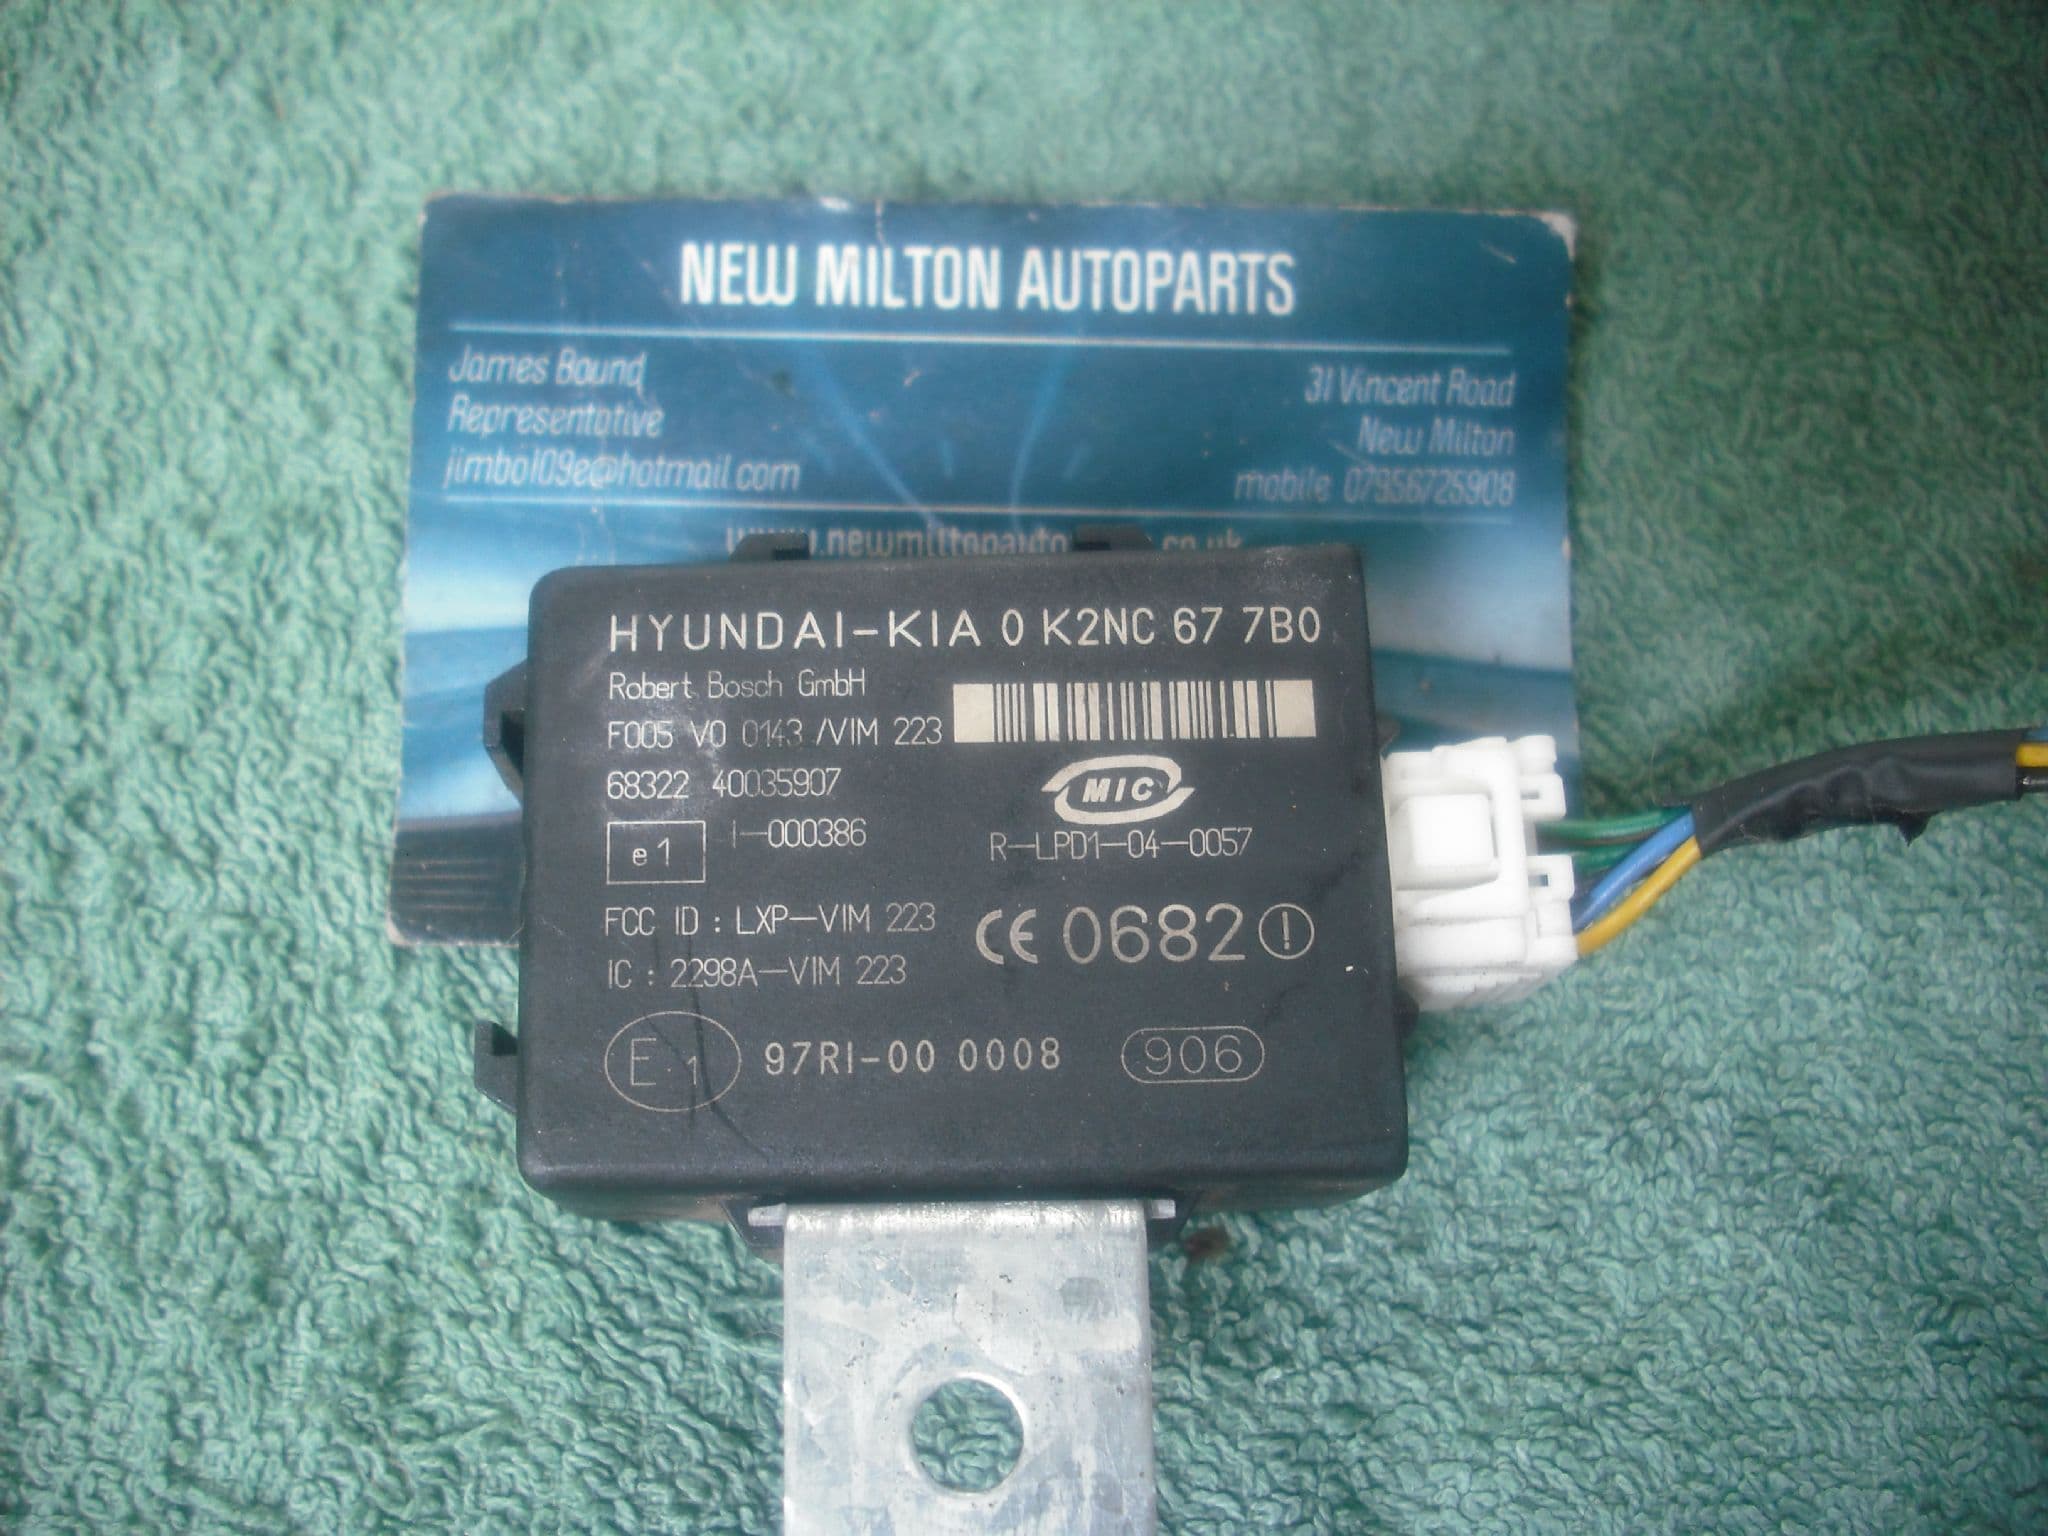 NEW MILTON AUTOPARTS
James Bound
Representative
jimbo109e@hotmail.com
31 Vincent Road
New Milton
mobile 07956725908
HYUNDAI-KIA 0 K2NC 67 7B0
Robert Bosch GmbH
F005 V0 0143 /VIM 223
68322 40035907
MIC
e1 I-000386
R-LPD1-04-0057
FCC ID : LXP-VIM 223
CE 0682 !
IC : 2298A-VIM 223
E 1 97RI-00 0008 906